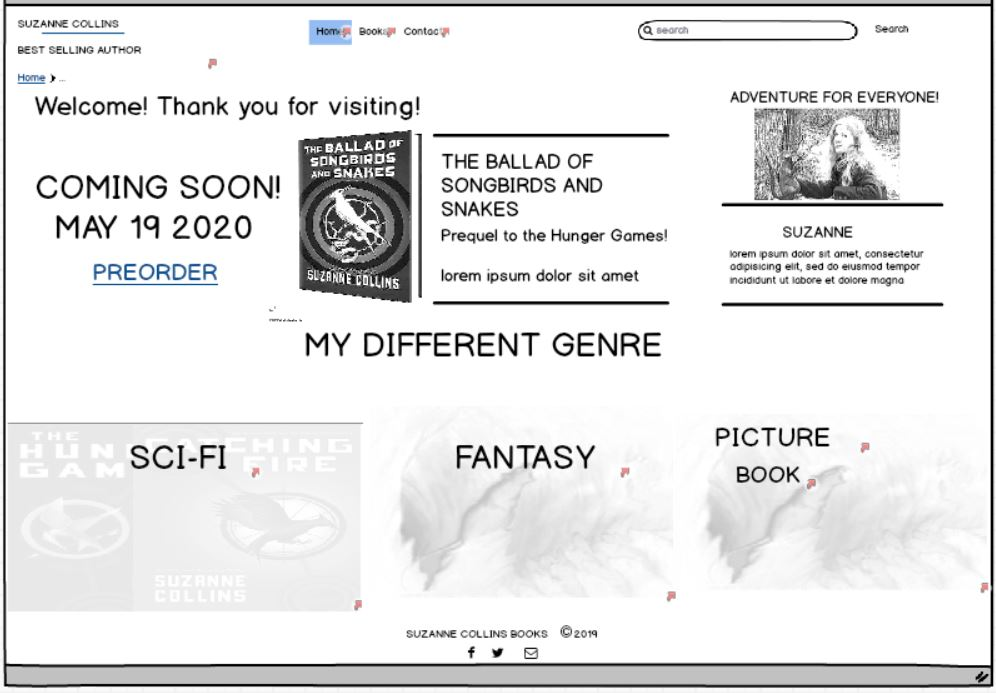 SUZANNE COLLINS
BEST SELLING AUTHOR
Home Books Contact
search
Search
Home ...
Welcome! Thank you for visiting!
COMING SOON!
MAY 19 2020
PREORDER
THE BALLAD OF
SONGBIRDS
AND SNAKES
SUZANNE COLLINS
THE BALLAD OF
SONGBIRDS AND
SNAKES
Prequel to the Hunger Games!
lorem ipsum dolor sit amet
ADVENTURE FOR EVERYONE!
SUZANNE
lorem ipsum dolor sit amet, consectetur
adipisicing elit, sed do eiusmod tempor
incididunt ut labore et dolore magna
MY DIFFERENT GENRE
THE
HUN
GAM
CATCHING
FIRE
SUZANNE
COLLINS
SCI-FI
FANTASY
PICTURE
BOOK
SUZANNE COLLINS BOOKS ©2019